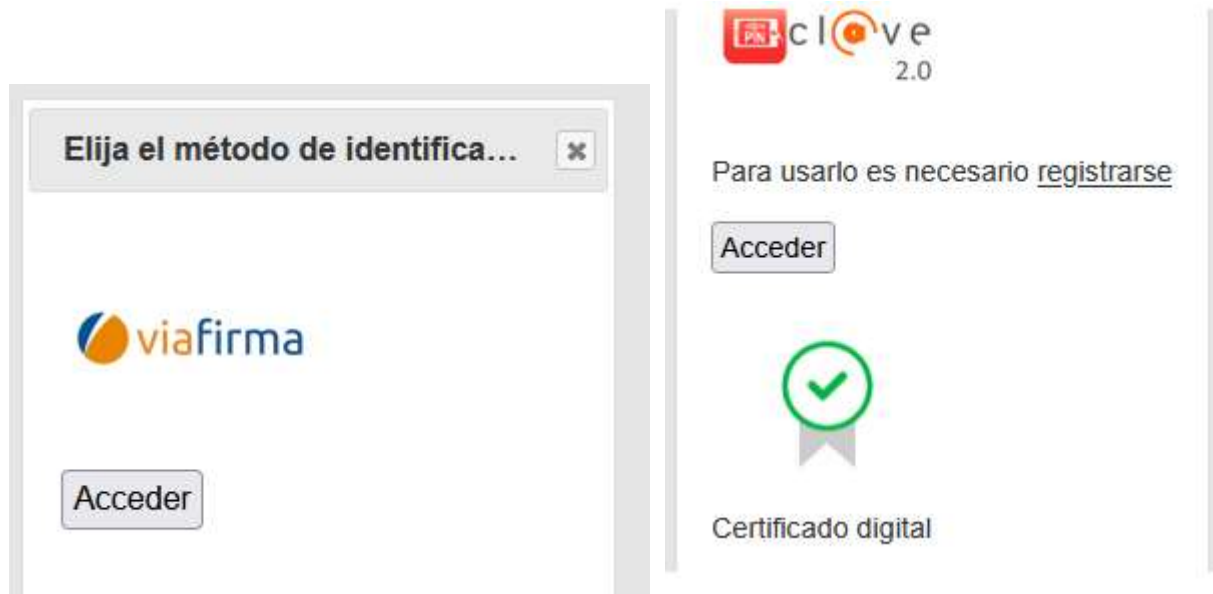 Elija el método de identifica...
viafirma
Acceder
PIN
cl@ve
2.0
Para usarlo es necesario registrarse
Acceder
Certificado digital